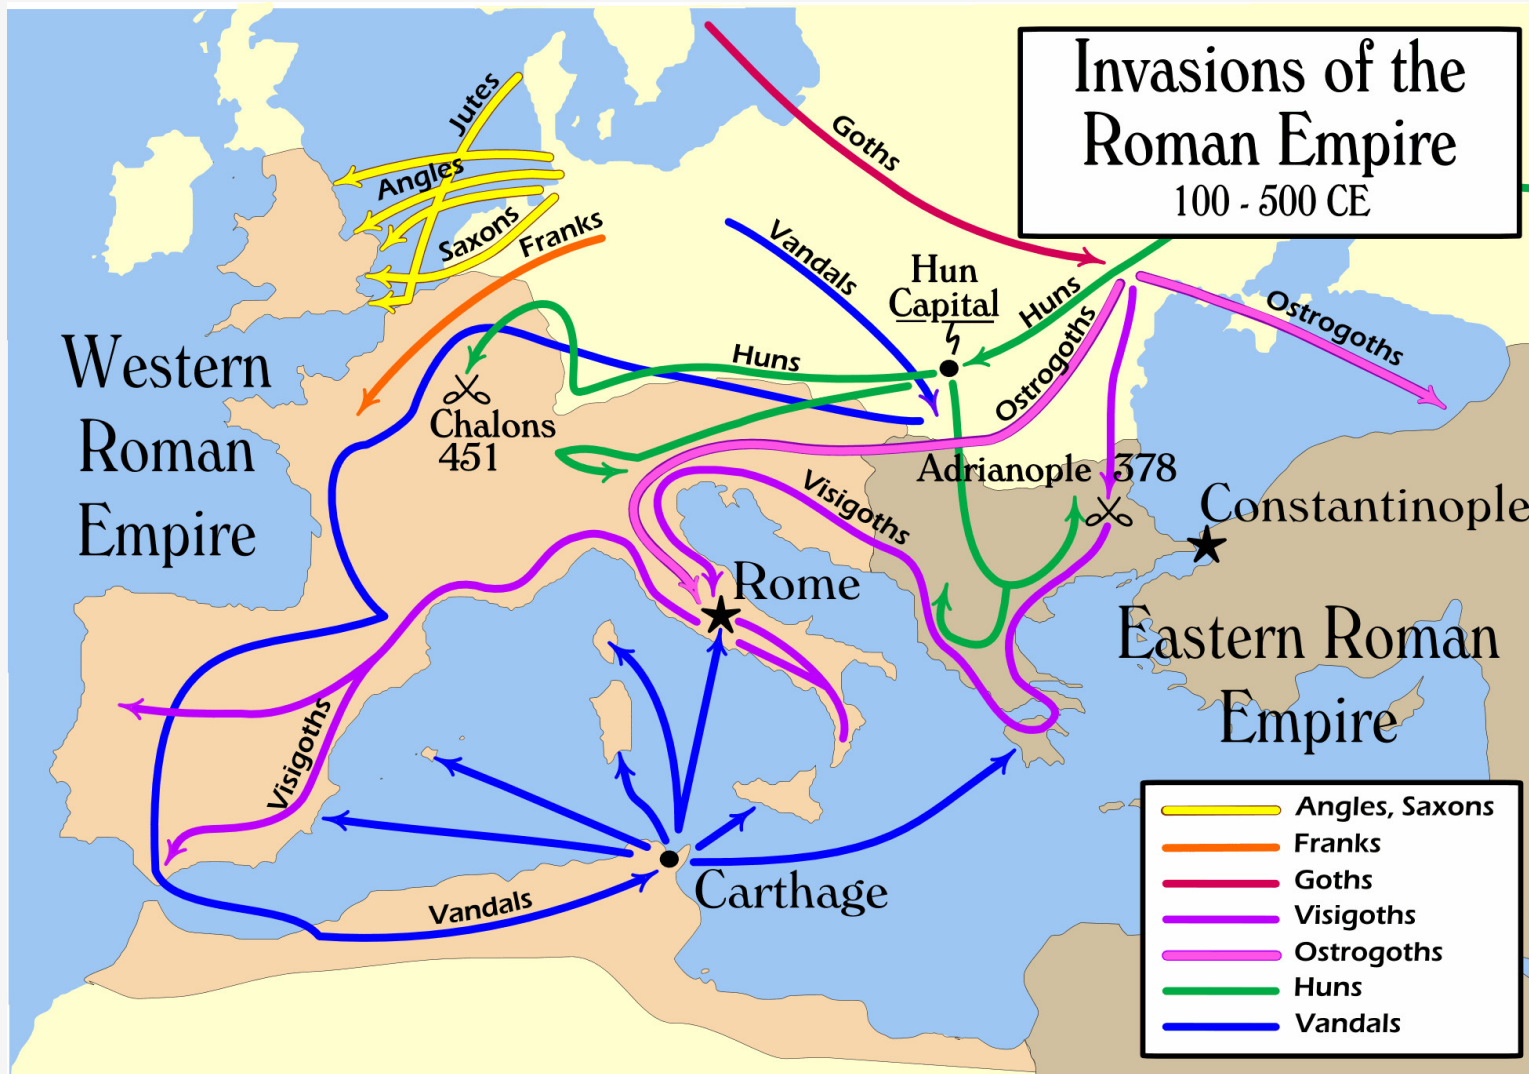 Invasions of the
Roman Empire
100 - 500 CE
Jutes
Angles
Saxons
Franks
Goths
Vandals
Hun
Capital
Huns
Ostrogoths
Ostrogoths
Huns
Western
Roman
Empire
Chalons
451
Adrianople 378
Visigoths
Constantinople
Rome
Eastern Roman
Empire
Visigoths
Carthage
Vandals
Angles, Saxons
Franks
Goths
Visigoths
Ostrogoths
Huns
Vandals